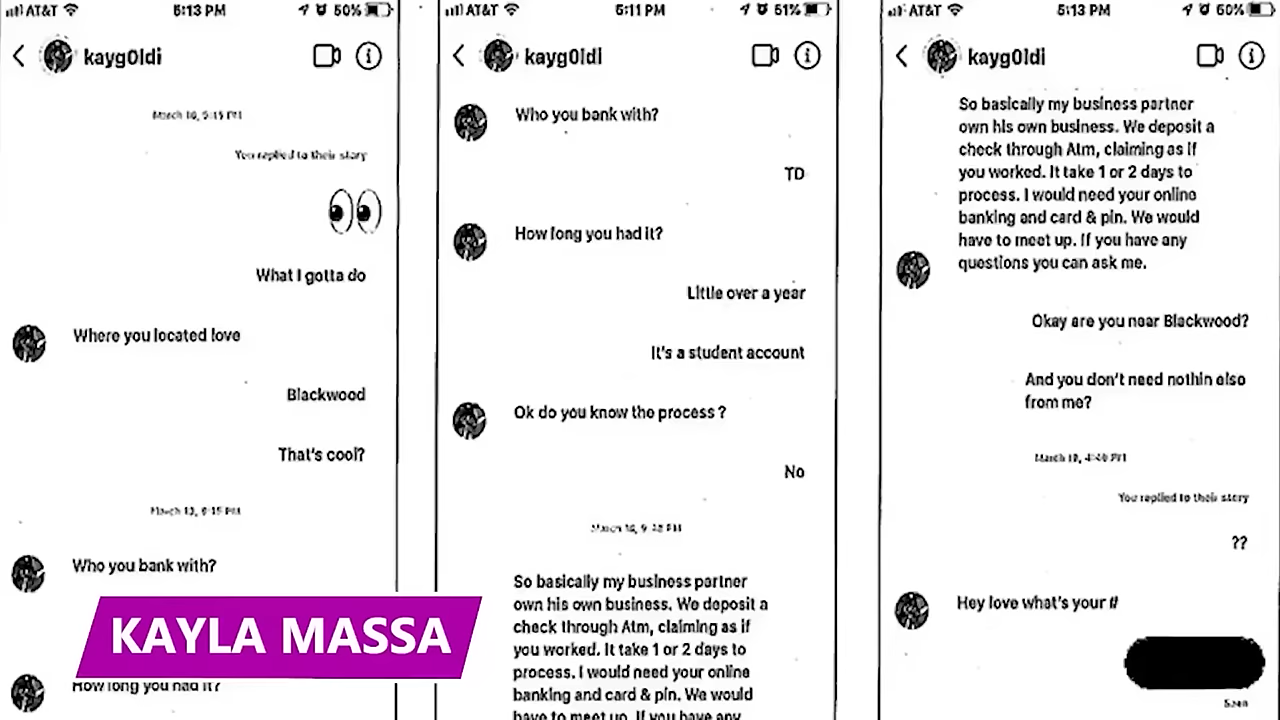 AT&T 5:13 PM 50%
kayg0ldi
You replied to their story
What I gotta do
Where you located love
Blackwood
That's cool?
Who you bank with?
How long you had it?
KAYLA MASSA
AT&T 5:11 PM 51%
kayg0ldi
Who you bank with?
TD
How long you had it?
Little over a year
It's a student account
Ok do you know the process ?
No
So basically my business partner
own his own business. We deposit a
check through Atm, claiming as if
you worked. It take 1 or 2 days to
process. I would need your online
banking and card & pin. We would
have to meet up. If you have any
AT&T 5:13 PM 50%
kayg0ldi
So basically my business partner
own his own business. We deposit a
check through Atm, claiming as if
you worked. It take 1 or 2 days to
process. I would need your online
banking and card & pin. We would
have to meet up. If you have any
questions you can ask me.
Okay are you near Blackwood?
And you don't need nothin else
from me?
You replied to their story
??
Hey love what's your #
Seen